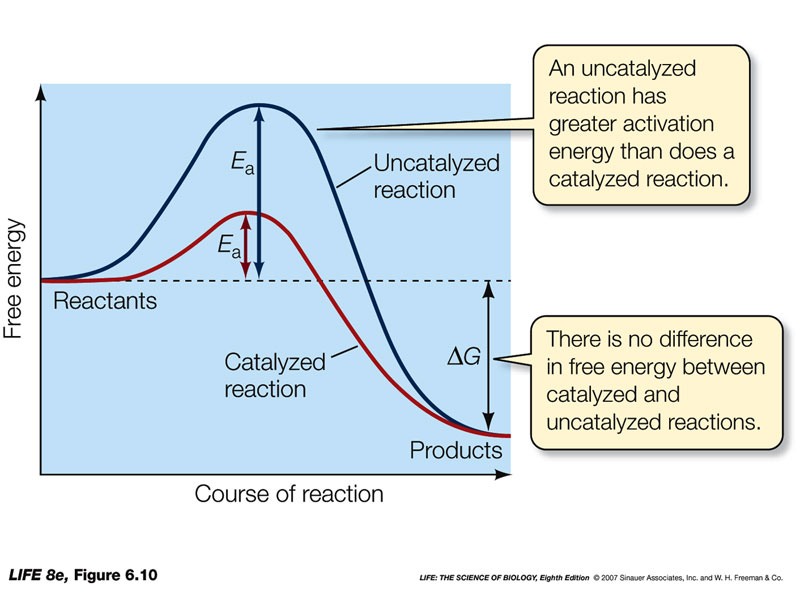 An uncatalyzed
reaction has
greater activation
energy than does a
catalyzed reaction.
Ea
Uncatalyzed
reaction
Ea
Free energy
Reactants
There is no difference
in free energy between
catalyzed and
uncatalyzed reactions.
ΔG
Catalyzed
reaction
Products
Course of reaction
LIFE 8e, Figure 6.10
LIFE: THE SCIENCE OF BIOLOGY, Eighth Edition © 2007 Sinauer Associates, Inc. and W. H. Freeman & Co.